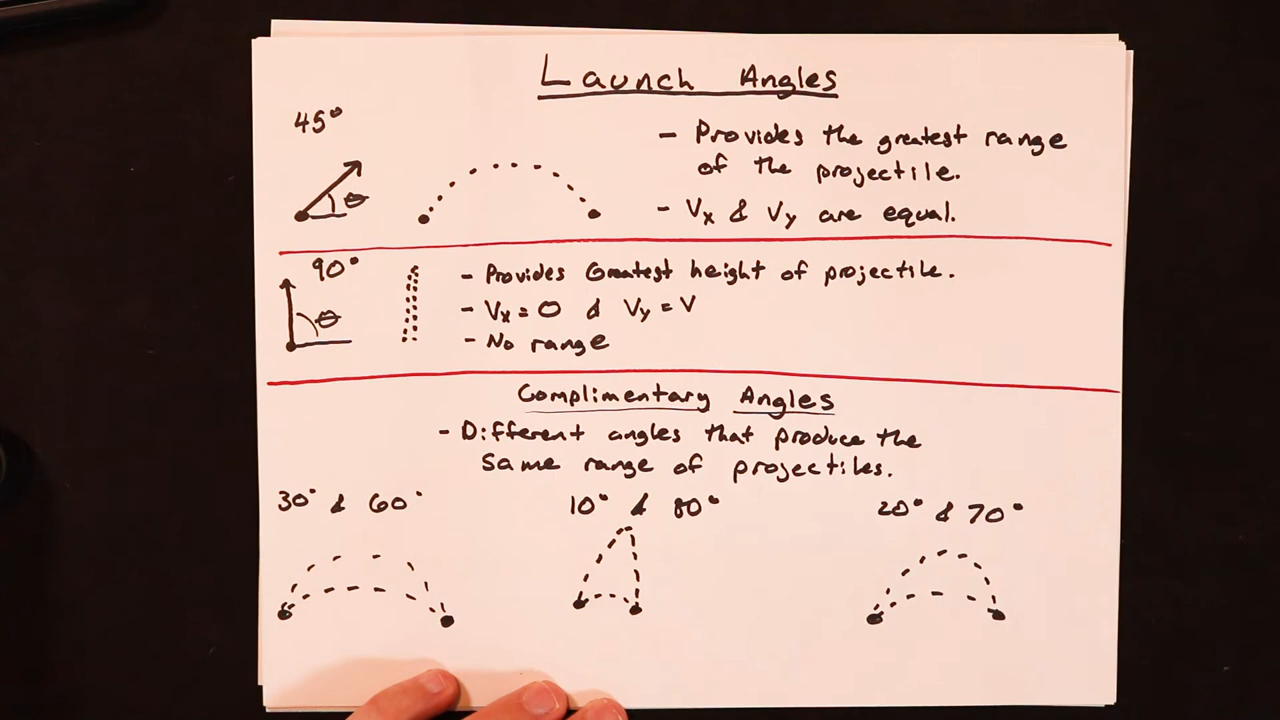 Launch Angles
45°
- Provides the greatest range
of the projectile.
θ
- Vx & Vy are equal.
90°
- Provides Greatest height of projectile.
θ
- Vx = 0 & Vy = V
- No range
Complimentary Angles
- Different angles that produce the
same range of projectiles.
30° & 60°
10° & 80°
20° & 70°